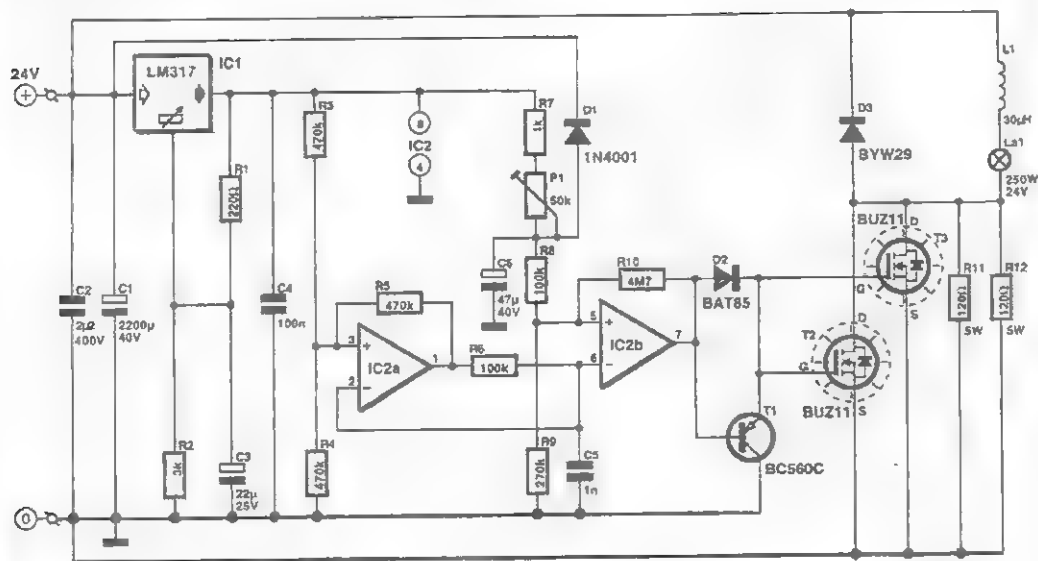 24V
+
LM317
IC1
R1
220Ω
C2
2µ2
400V
C1
2200µ
40V
R2
3k
C3
22µ
25V
C4
100n
R3
470k
8
IC2
4
R4
470k
R5
470k
3
+
2
−
1
IC2a
R6
100k
R7
1k
P1
50k
D1
1N4001
C6
47µ
40V
R8
100k
R9
270k
C5
1n
R10
4M7
5
+
6
−
7
IC2b
D2
BAT85
T1
BC560C
D3
BYW29
L1
30µH
La1
250W
24V
BUZ11
D
T3
G
S
T2
D
G
BUZ11
S
R11
120Ω
5W
R12
120Ω
5W
0